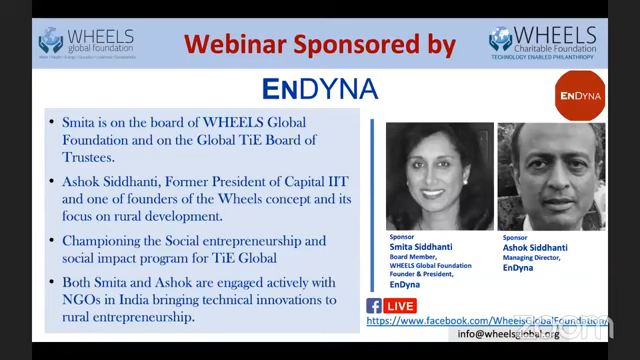 WHEELS
global foundation
Webinar Sponsored by
WHEELS
Charitable Foundation
TECHNOLOGY ENABLED PHILANTHROPY
ENDYNA
ENDYNA
• Smita is on the board of WHEELS Global
Foundation and on the Global TiE Board of
Trustees.
• Ashok Siddhanti, Former President of Capital IIT
and one of founders of the Wheels concept and its
focus on rural development.
• Championing the Social entrepreneurship and
social impact program for TiE Global
• Both Smita and Ashok are engaged actively with
NGOs in India bringing technical innovations to
rural entrepreneurship.
Sponsor
Smita Siddhanti
Board Member,
WHEELS Global Foundation
Founder & President,
EnDyna
Sponsor
Ashok Siddhanti
Managing Director,
EnDyna
f LIVE
https://www.facebook.com/WheelsGlobalFoundation/
info@wheelsglobal.org
zoom